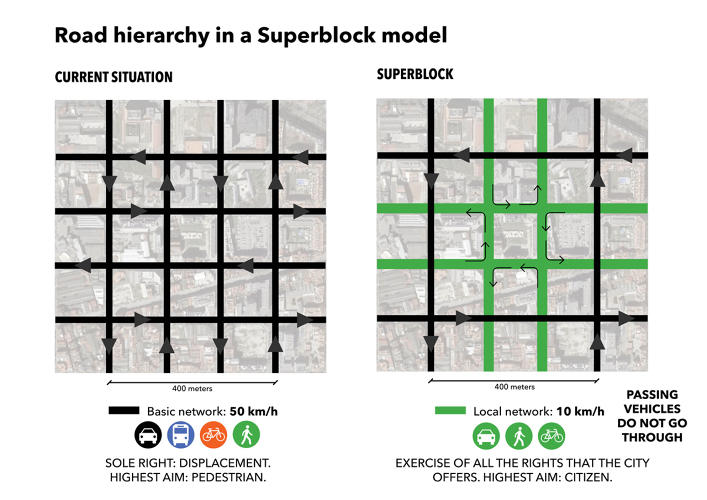 Road hierarchy in a Superblock model
CURRENT SITUATION
SUPERBLOCK
400 meters
400 meters
Basic network: 50 km/h
Local network: 10 km/h
PASSING
VEHICLES
DO NOT GO
THROUGH
SOLE RIGHT: DISPLACEMENT.
HIGHEST AIM: PEDESTRIAN.
EXERCISE OF ALL THE RIGHTS THAT THE CITY
OFFERS. HIGHEST AIM: CITIZEN.